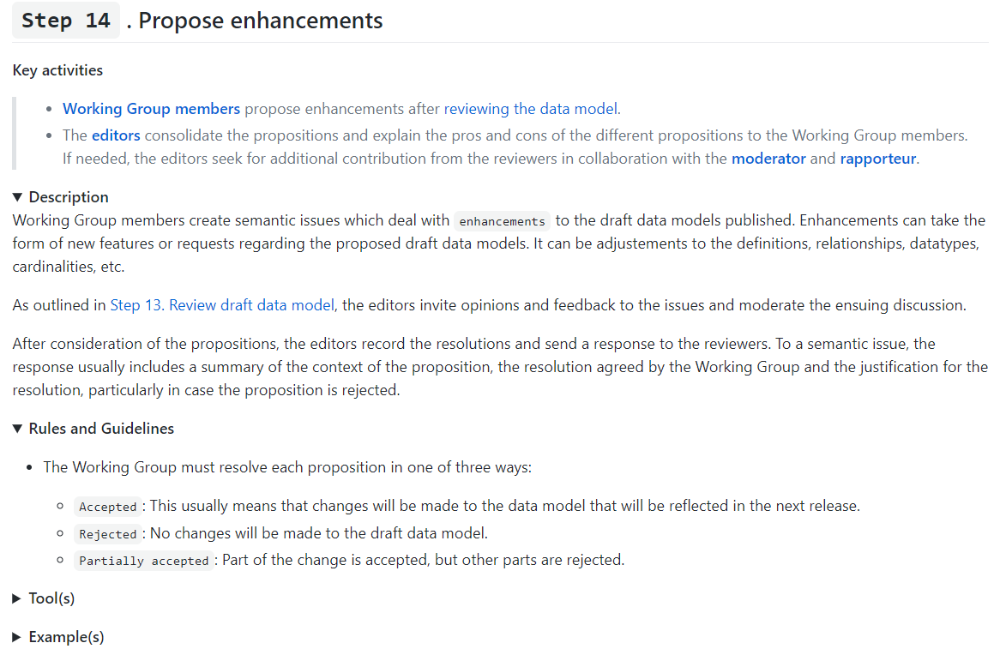 Step 14 . Propose enhancements
Key activities
• Working Group members propose enhancements after reviewing the data model.
• The editors consolidate the propositions and explain the pros and cons of the different propositions to the Working Group members.
If needed, the editors seek for additional contribution from the reviewers in collaboration with the moderator and rapporteur.
▼ Description
Working Group members create semantic issues which deal with enhancements to the draft data models published. Enhancements can take the
form of new features or requests regarding the proposed draft data models. It can be adjustements to the definitions, relationships, datatypes,
cardinalities, etc.
As outlined in Step 13. Review draft data model, the editors invite opinions and feedback to the issues and moderate the ensuing discussion.
After consideration of the propositions, the editors record the resolutions and send a response to the reviewers. To a semantic issue, the
response usually includes a summary of the context of the proposition, the resolution agreed by the Working Group and the justification for the
resolution, particularly in case the proposition is rejected.
▼ Rules and Guidelines
• The Working Group must resolve each proposition in one of three ways:
◦ Accepted : This usually means that changes will be made to the data model that will be reflected in the next release.
◦ Rejected : No changes will be made to the draft data model.
◦ Partially accepted : Part of the change is accepted, but other parts are rejected.
▶ Tool(s)
▶ Example(s)